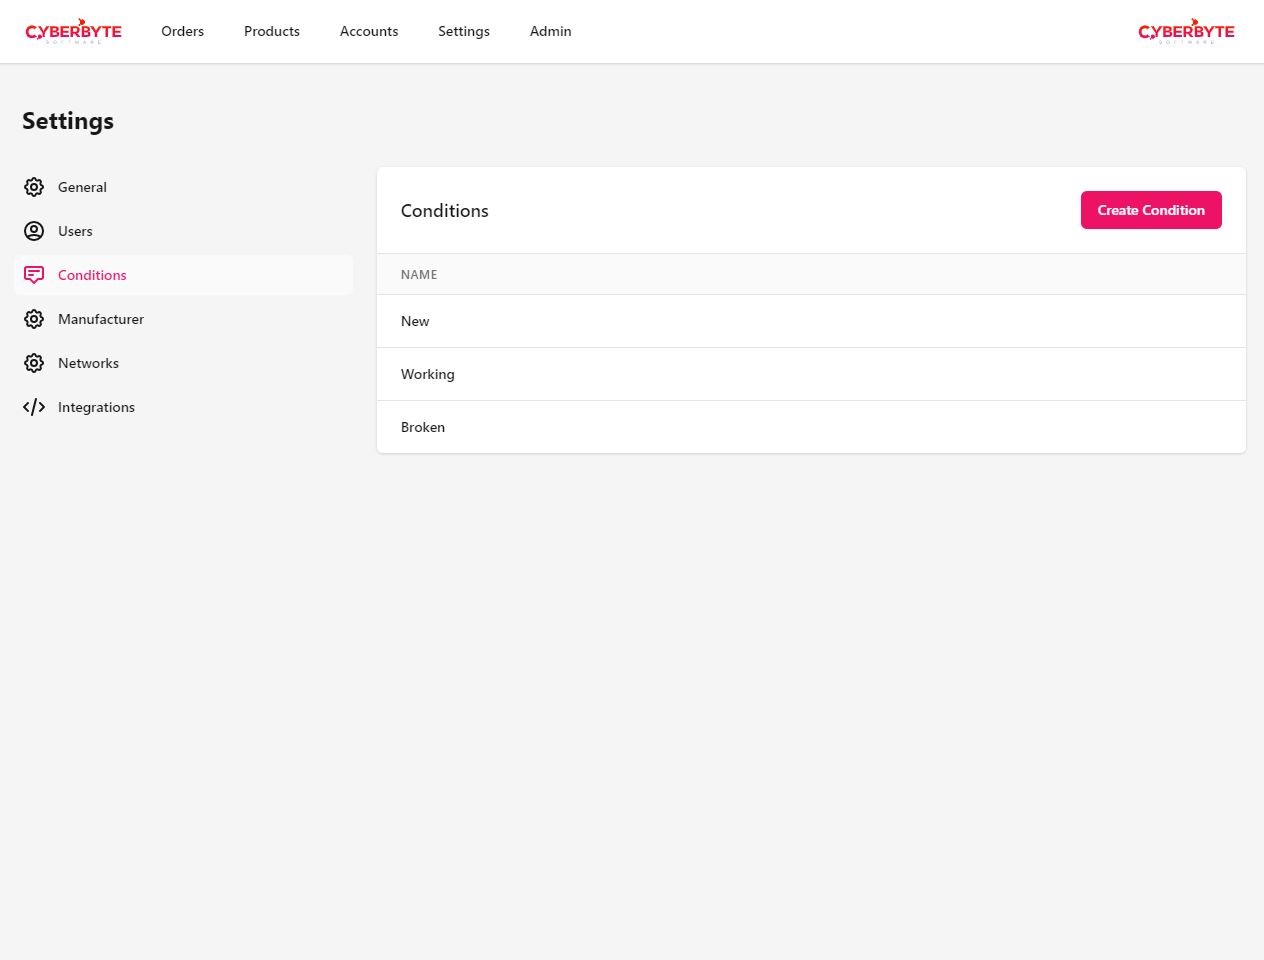 CYBERBYTE
SOFTWARE
Orders
Products
Accounts
Settings
Admin
CYBERBYTE
SOFTWARE
Settings
General
Users
Conditions
Manufacturer
Networks
Integrations
Conditions
Create Condition
NAME
New
Working
Broken